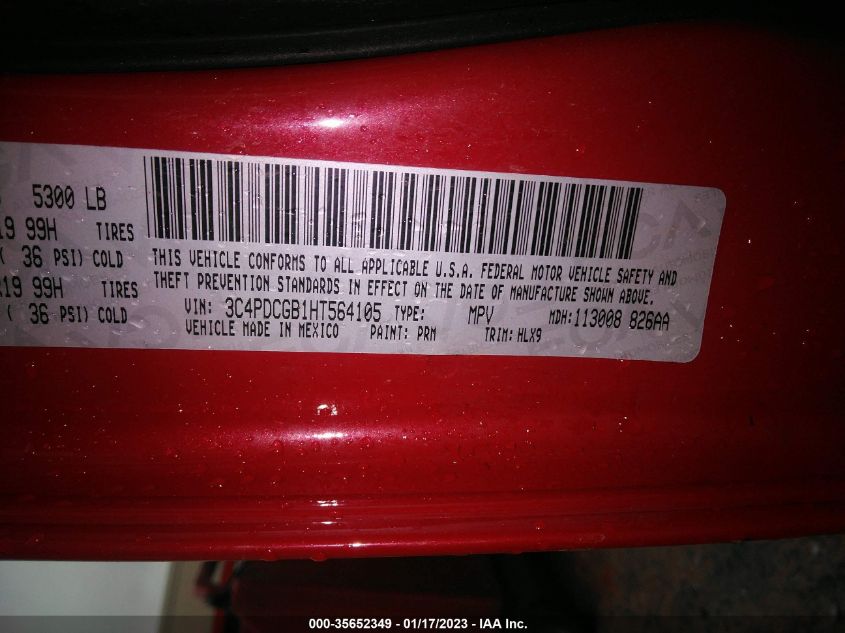 5300 LB
19 99H TIRES
( 36 PSI) COLD
R19 99H TIRES
( 36 PSI) COLD
THIS VEHICLE CONFORMS TO ALL APPLICABLE U.S.A. FEDERAL MOTOR VEHICLE SAFETY AND
THEFT PREVENTION STANDARDS IN EFFECT ON THE DATE OF MANUFACTURE SHOWN ABOVE.
VIN: 3C4PDCGB1HT564105 TYPE: MPV MDH:113008 826AA
VEHICLE MADE IN MEXICO PAINT: PRM TRIM: HLX9
000-35652349 - 01/17/2023 - IAA Inc.